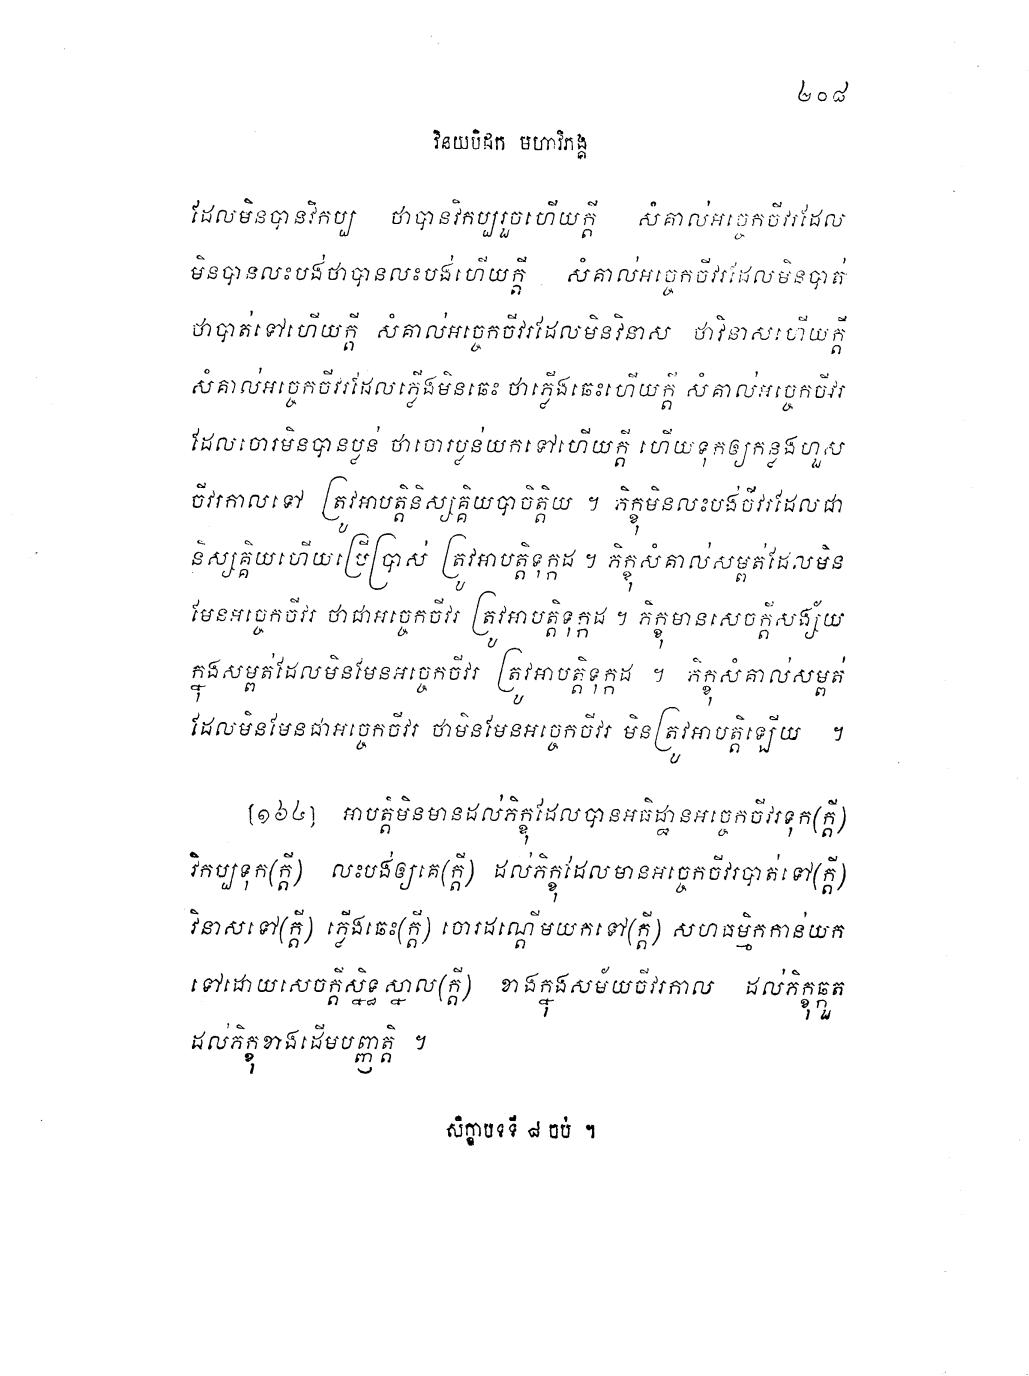 ២០៨
វិនយបិដក មហាវិភង្គ
ដែលមិនបានវិកប្ប ថាបានវិកប្បរួចហើយក្តី សំគាល់អច្ចេកចីវរដែល
មិនបានលះបង់ថាបានលះបង់ហើយក្តី សំគាល់អច្ចេកចីវរដែលមិនបាត់
ថាបាត់ទៅហើយក្តី សំគាល់អច្ចេកចីវរដែលមិនវិនាស ថាវិនាសហើយក្តី
សំគាល់អច្ចេកចីវរដែលភ្លើងមិនឆេះ ថាភ្លើងឆេះហើយក្តី សំគាល់អច្ចេកចីវរ
ដែលចោរមិនបានប្លន់ ថាចោរប្លន់យកទៅហើយក្តី ហើយទុកឲ្យកន្លងហួស
ចីវរកាលទៅ ត្រូវអាបត្តិនិស្សគ្គិយបាចិត្តិយ ។ ភិក្ខុមិនលះបង់ចីវរដែលជា
និស្សគ្គិយហើយប្រើប្រាស់ ត្រូវអាបត្តិទុក្កដ ។ ភិក្ខុសំគាល់សម្ពត់ដែលមិន
មែនអច្ចេកចីវរ ថាជាអច្ចេកចីវរ ត្រូវអាបត្តិទុក្កដ ។ ភិក្ខុមានសេចក្តីសង្ស័យ
ក្នុងសម្ពត់ដែលមិនមែនអច្ចេកចីវរ ត្រូវអាបត្តិទុក្កដ ។ ភិក្ខុសំគាល់សម្ពត់
ដែលមិនមែនជាអច្ចេកចីវរ ថាមិនមែនអច្ចេកចីវរ មិនត្រូវអាបត្តិឡើយ ។
[១៦៤] អាបត្តិមិនមានដល់ភិក្ខុដែលបានអធិដ្ឋានអច្ចេកចីវរទុក(ក្តី)
វិកប្បទុក(ក្តី) លះបង់ឲ្យគេ(ក្តី) ដល់ភិក្ខុដែលមានអច្ចេកចីវរបាត់ទៅ(ក្តី)
វិនាសទៅ(ក្តី) ភ្លើងឆេះ(ក្តី) ចោរដណ្តើមយកទៅ(ក្តី) សហធម្មិកកាន់យក
ទៅដោយសេចក្តីស្និទ្ធស្នាល(ក្តី) ខាងក្នុងសម័យចីវរកាល ដល់ភិក្ខុឆ្កួត
ដល់ភិក្ខុខាងដើមបញ្ញត្តិ ។
សិក្ខាបទទី ៨ ចប់ ។